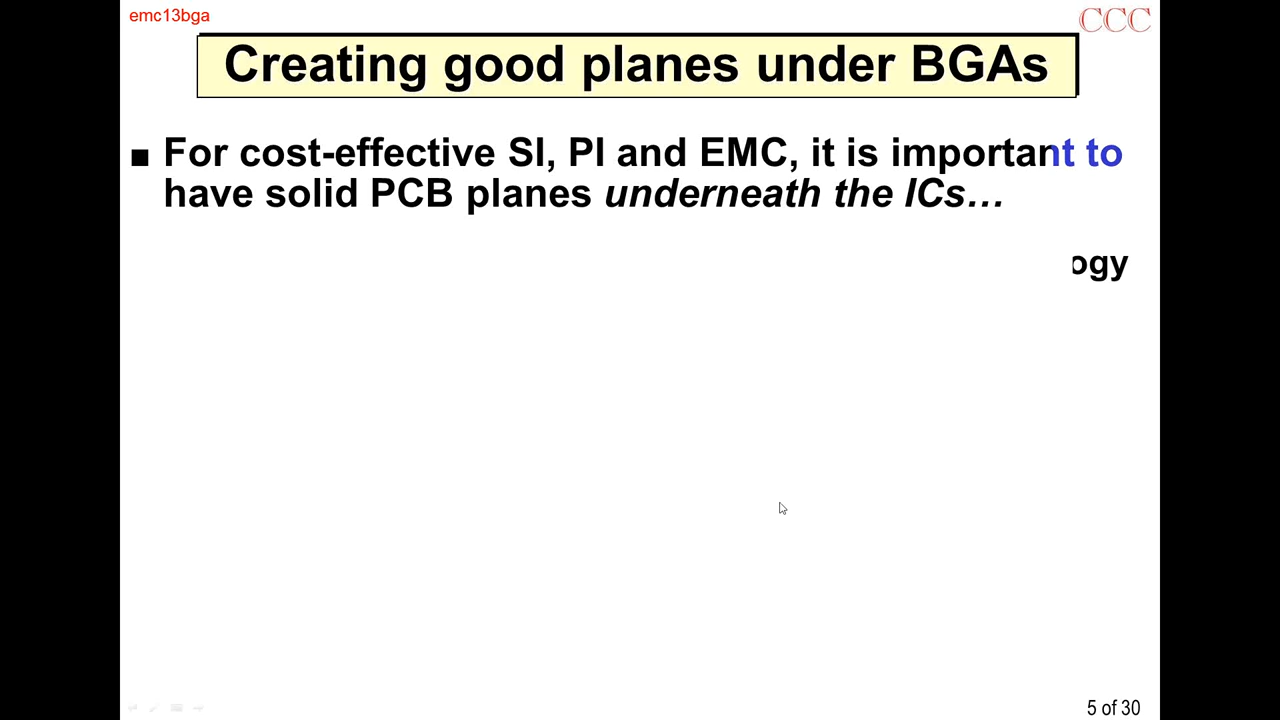 emc13bga
CCC
Creating good planes under BGAs
■ For cost-effective SI, PI and EMC, it is important to
have solid PCB planes underneath the ICs…
ogy
5 of 30